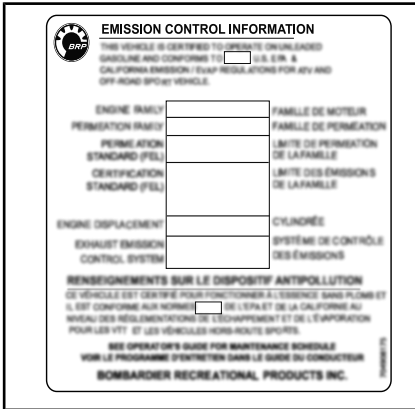 EMISSION CONTROL INFORMATION
BRP
THIS VEHICLE IS CERTIFIED TO OPERATE ON UNLEADED
GASOLINE AND CONFORMS TO U.S. EPA &
CALIFORNIA EMISSION / EVAP REGULATIONS FOR ATV AND
OFF-ROAD SPORT VEHICLE.
ENGINE FAMILY FAMILLE DE MOTEUR
PERMEATION FAMILY FAMILLE DE PERMÉATION
PERMEATION STANDARD (FEL) LIMITE DE PERMÉATION DE LA FAMILLE
CERTIFICATION STANDARD (FEL) LIMITE DES ÉMISSIONS DE LA FAMILLE
ENGINE DISPLACEMENT CYLINDRÉE
EXHAUST EMISSION CONTROL SYSTEM SYSTÈME DE CONTRÔLE DES ÉMISSIONS
RENSEIGNEMENTS SUR LE DISPOSITIF ANTIPOLLUTION
CE VÉHICULE EST CERTIFIÉ POUR FONCTIONNER À L'ESSENCE SANS PLOMB ET
IL EST CONFORME AUX NORMES DE L'EPA ET DE LA CALIFORNIE AU
NIVEAU DES RÉGLEMENTATIONS DE L'ÉCHAPPEMENT ET DE L'ÉVAPORATION
POUR LES VTT ET LES VÉHICULES HORS-ROUTE SPORTS.
SEE OPERATOR'S GUIDE FOR MAINTENANCE SCHEDULE
VOIR LE PROGRAMME D'ENTRETIEN DANS LE GUIDE DU CONDUCTEUR
BOMBARDIER RECREATIONAL PRODUCTS INC.